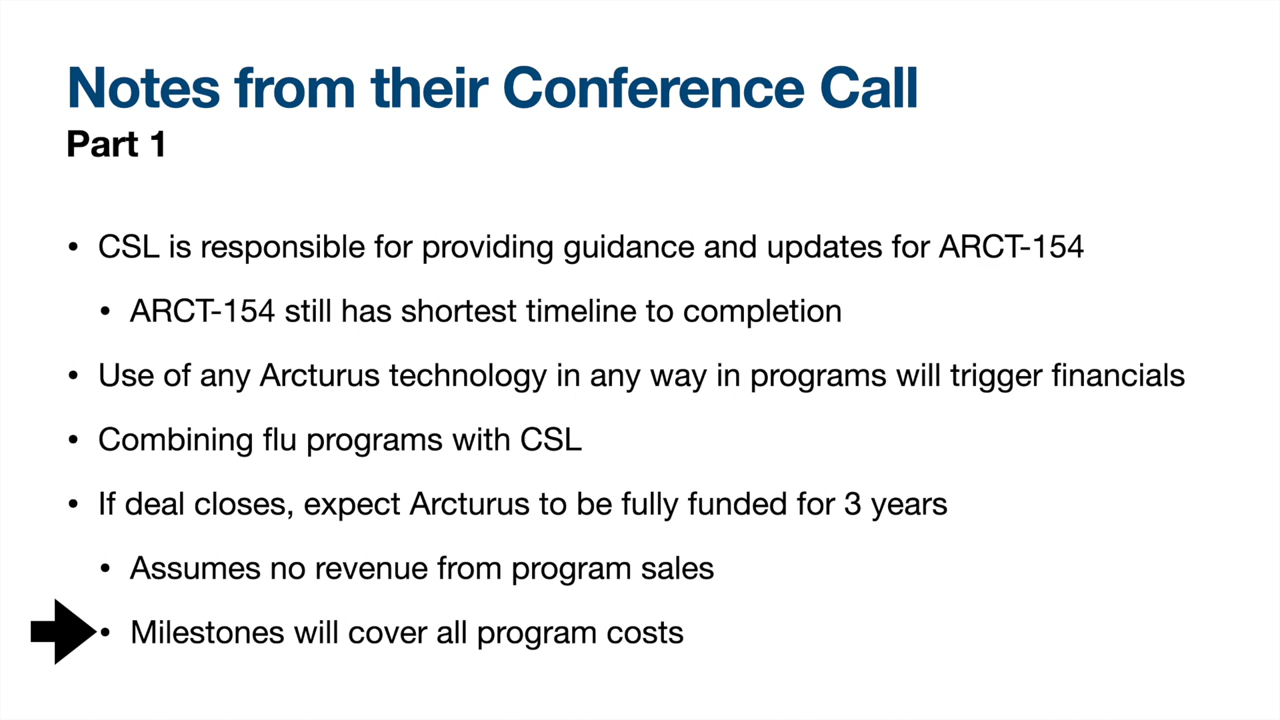 Notes from their Conference Call
Part 1
• CSL is responsible for providing guidance and updates for ARCT-154
• ARCT-154 still has shortest timeline to completion
• Use of any Arcturus technology in any way in programs will trigger financials
• Combining flu programs with CSL
• If deal closes, expect Arcturus to be fully funded for 3 years
• Assumes no revenue from program sales
• Milestones will cover all program costs